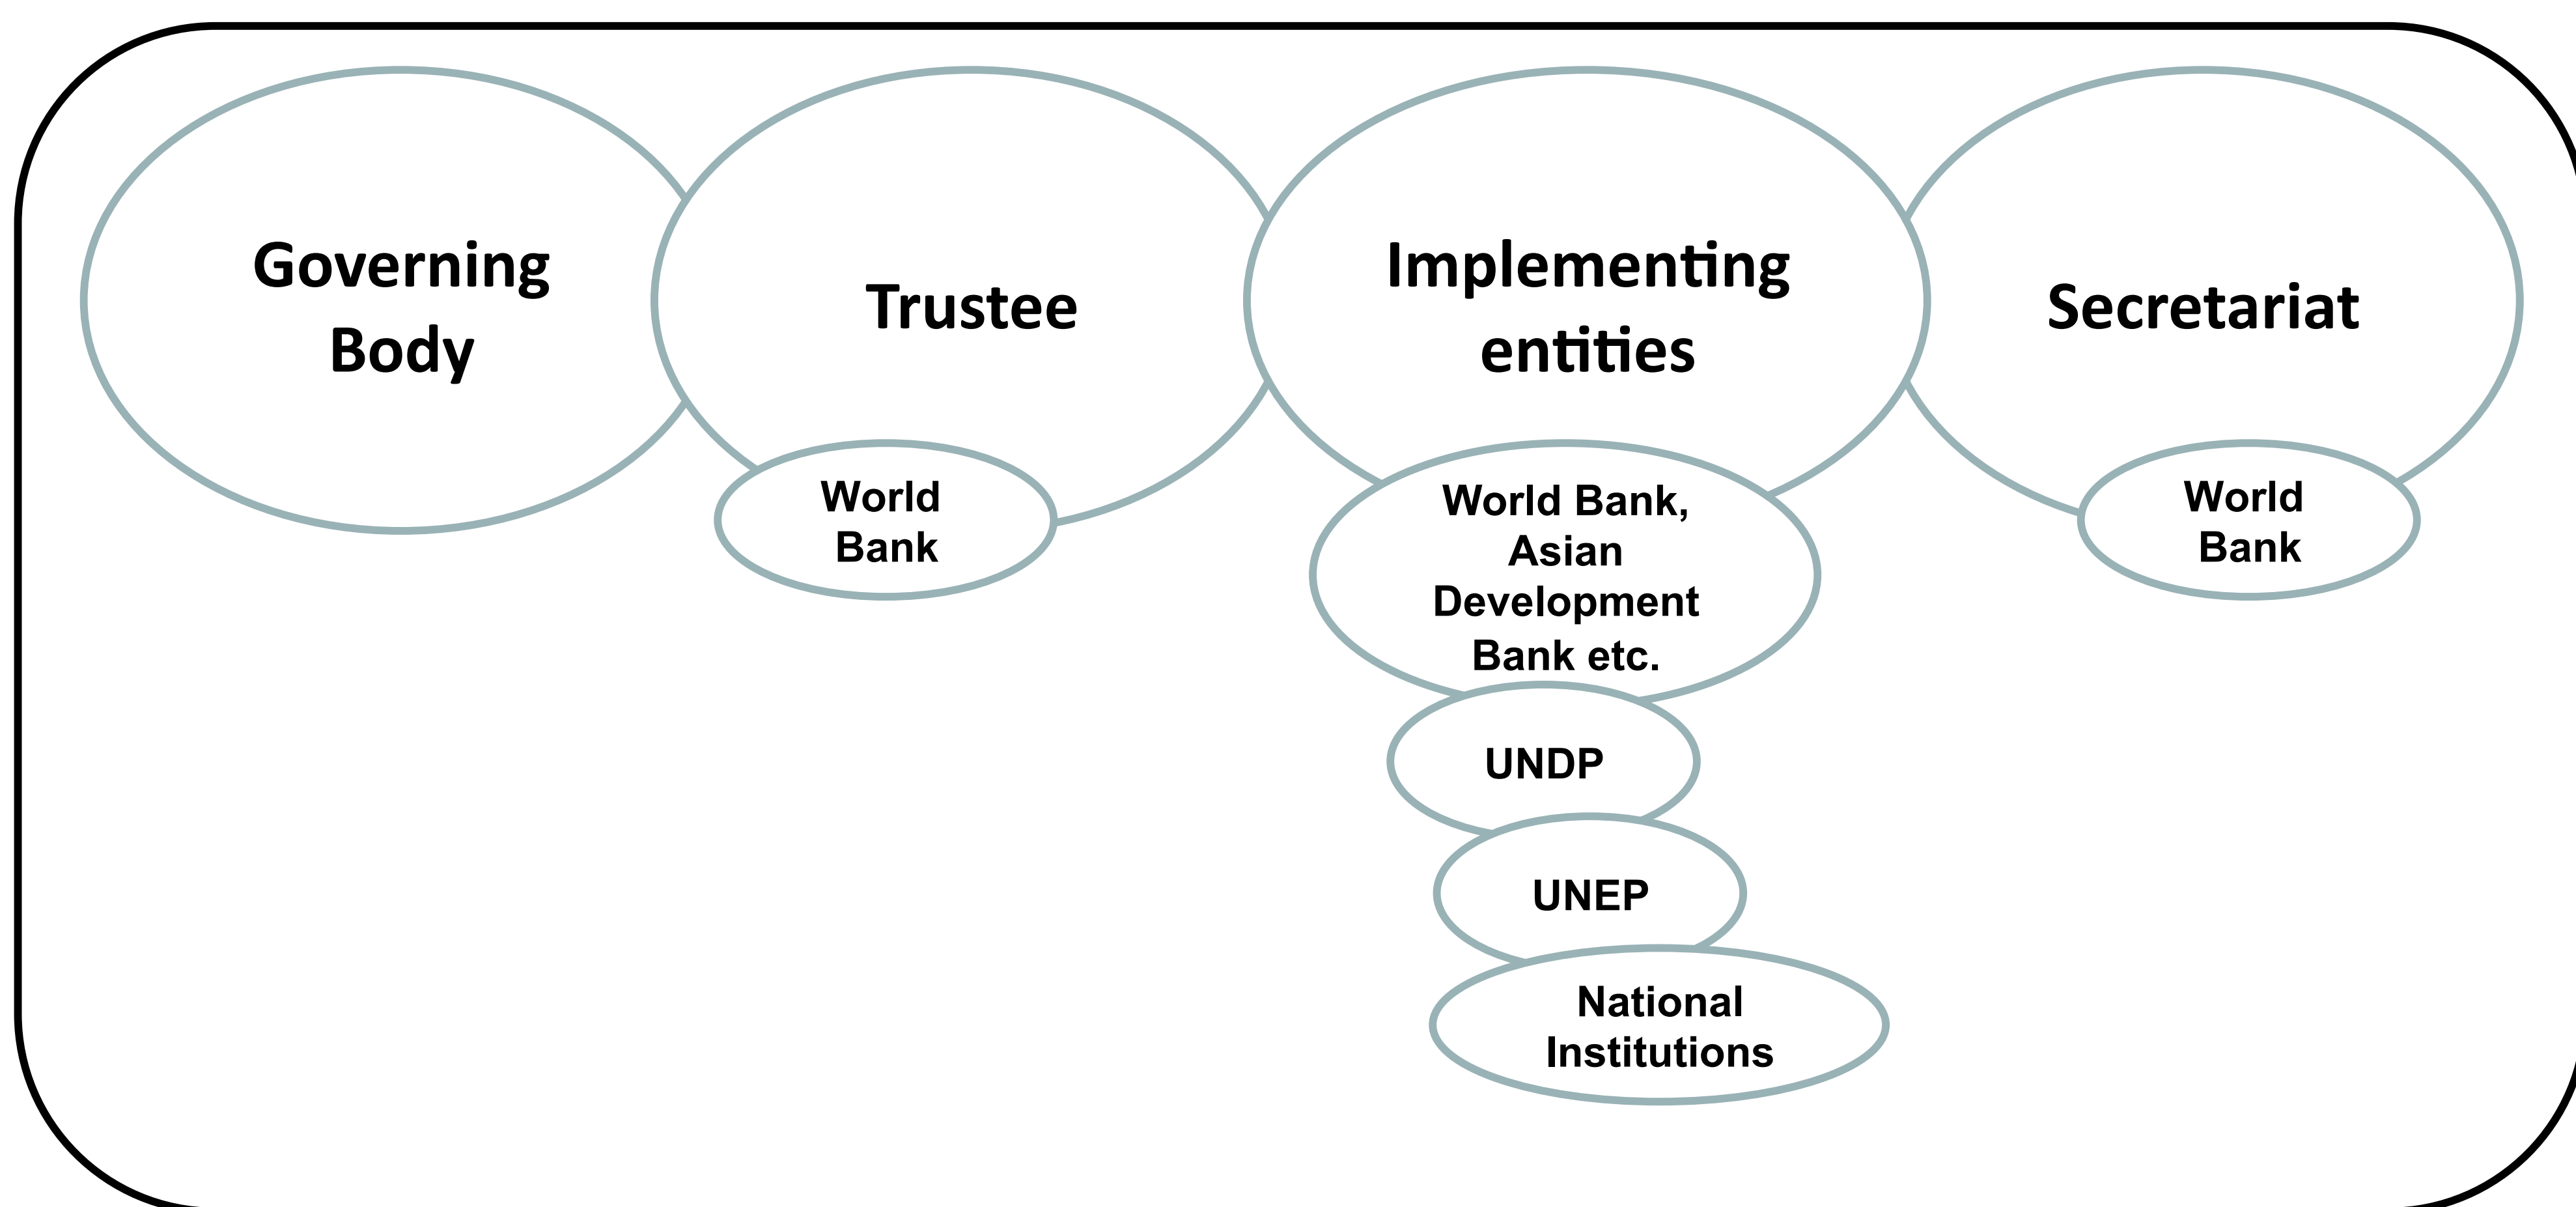 Governing
Body
Trustee
Implementing
entities
Secretariat
World
Bank
World Bank,
Asian
Development
Bank etc.
World
Bank
UNDP
UNEP
National
Institutions